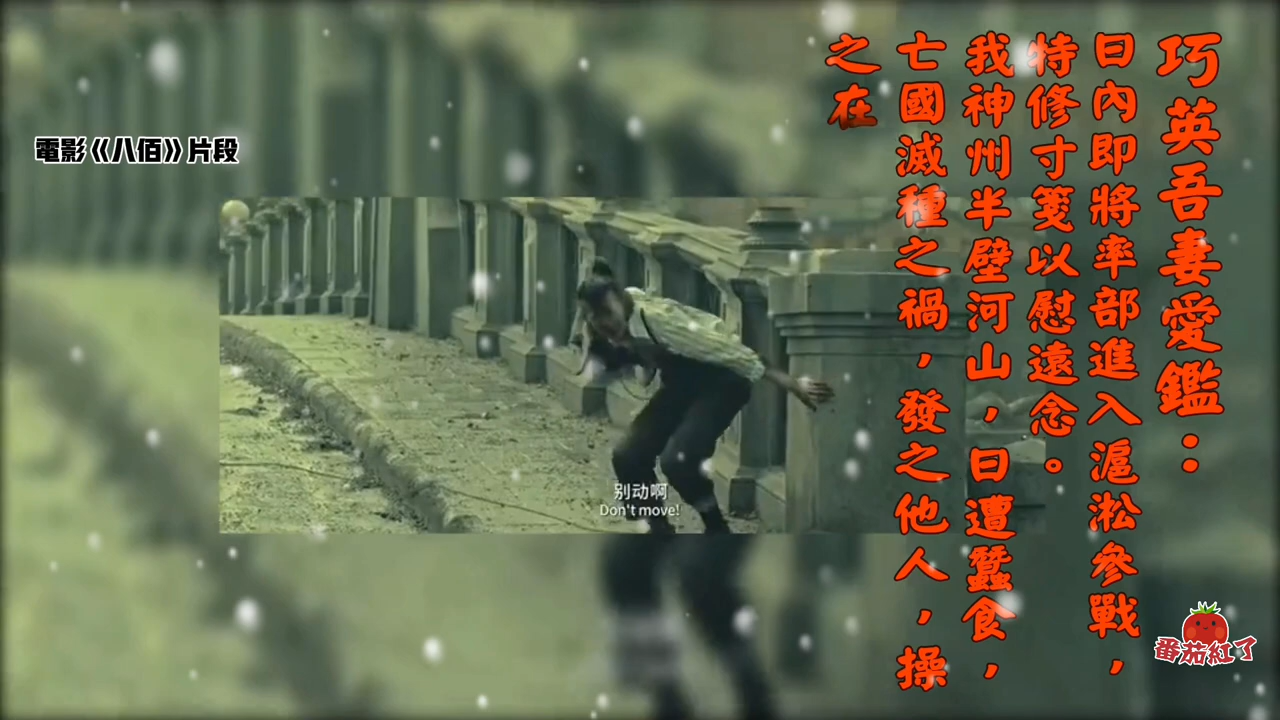 電影《八佰》片段
巧英吾妻愛鑑：
日內即將率部進入滬淞參戰，
特修寸箋以慰遠念。
我神州半壁河山，日遭蠶食，
亡國滅種之禍，發之他人，操
之在
别动啊
Don't move!
番茄紅了